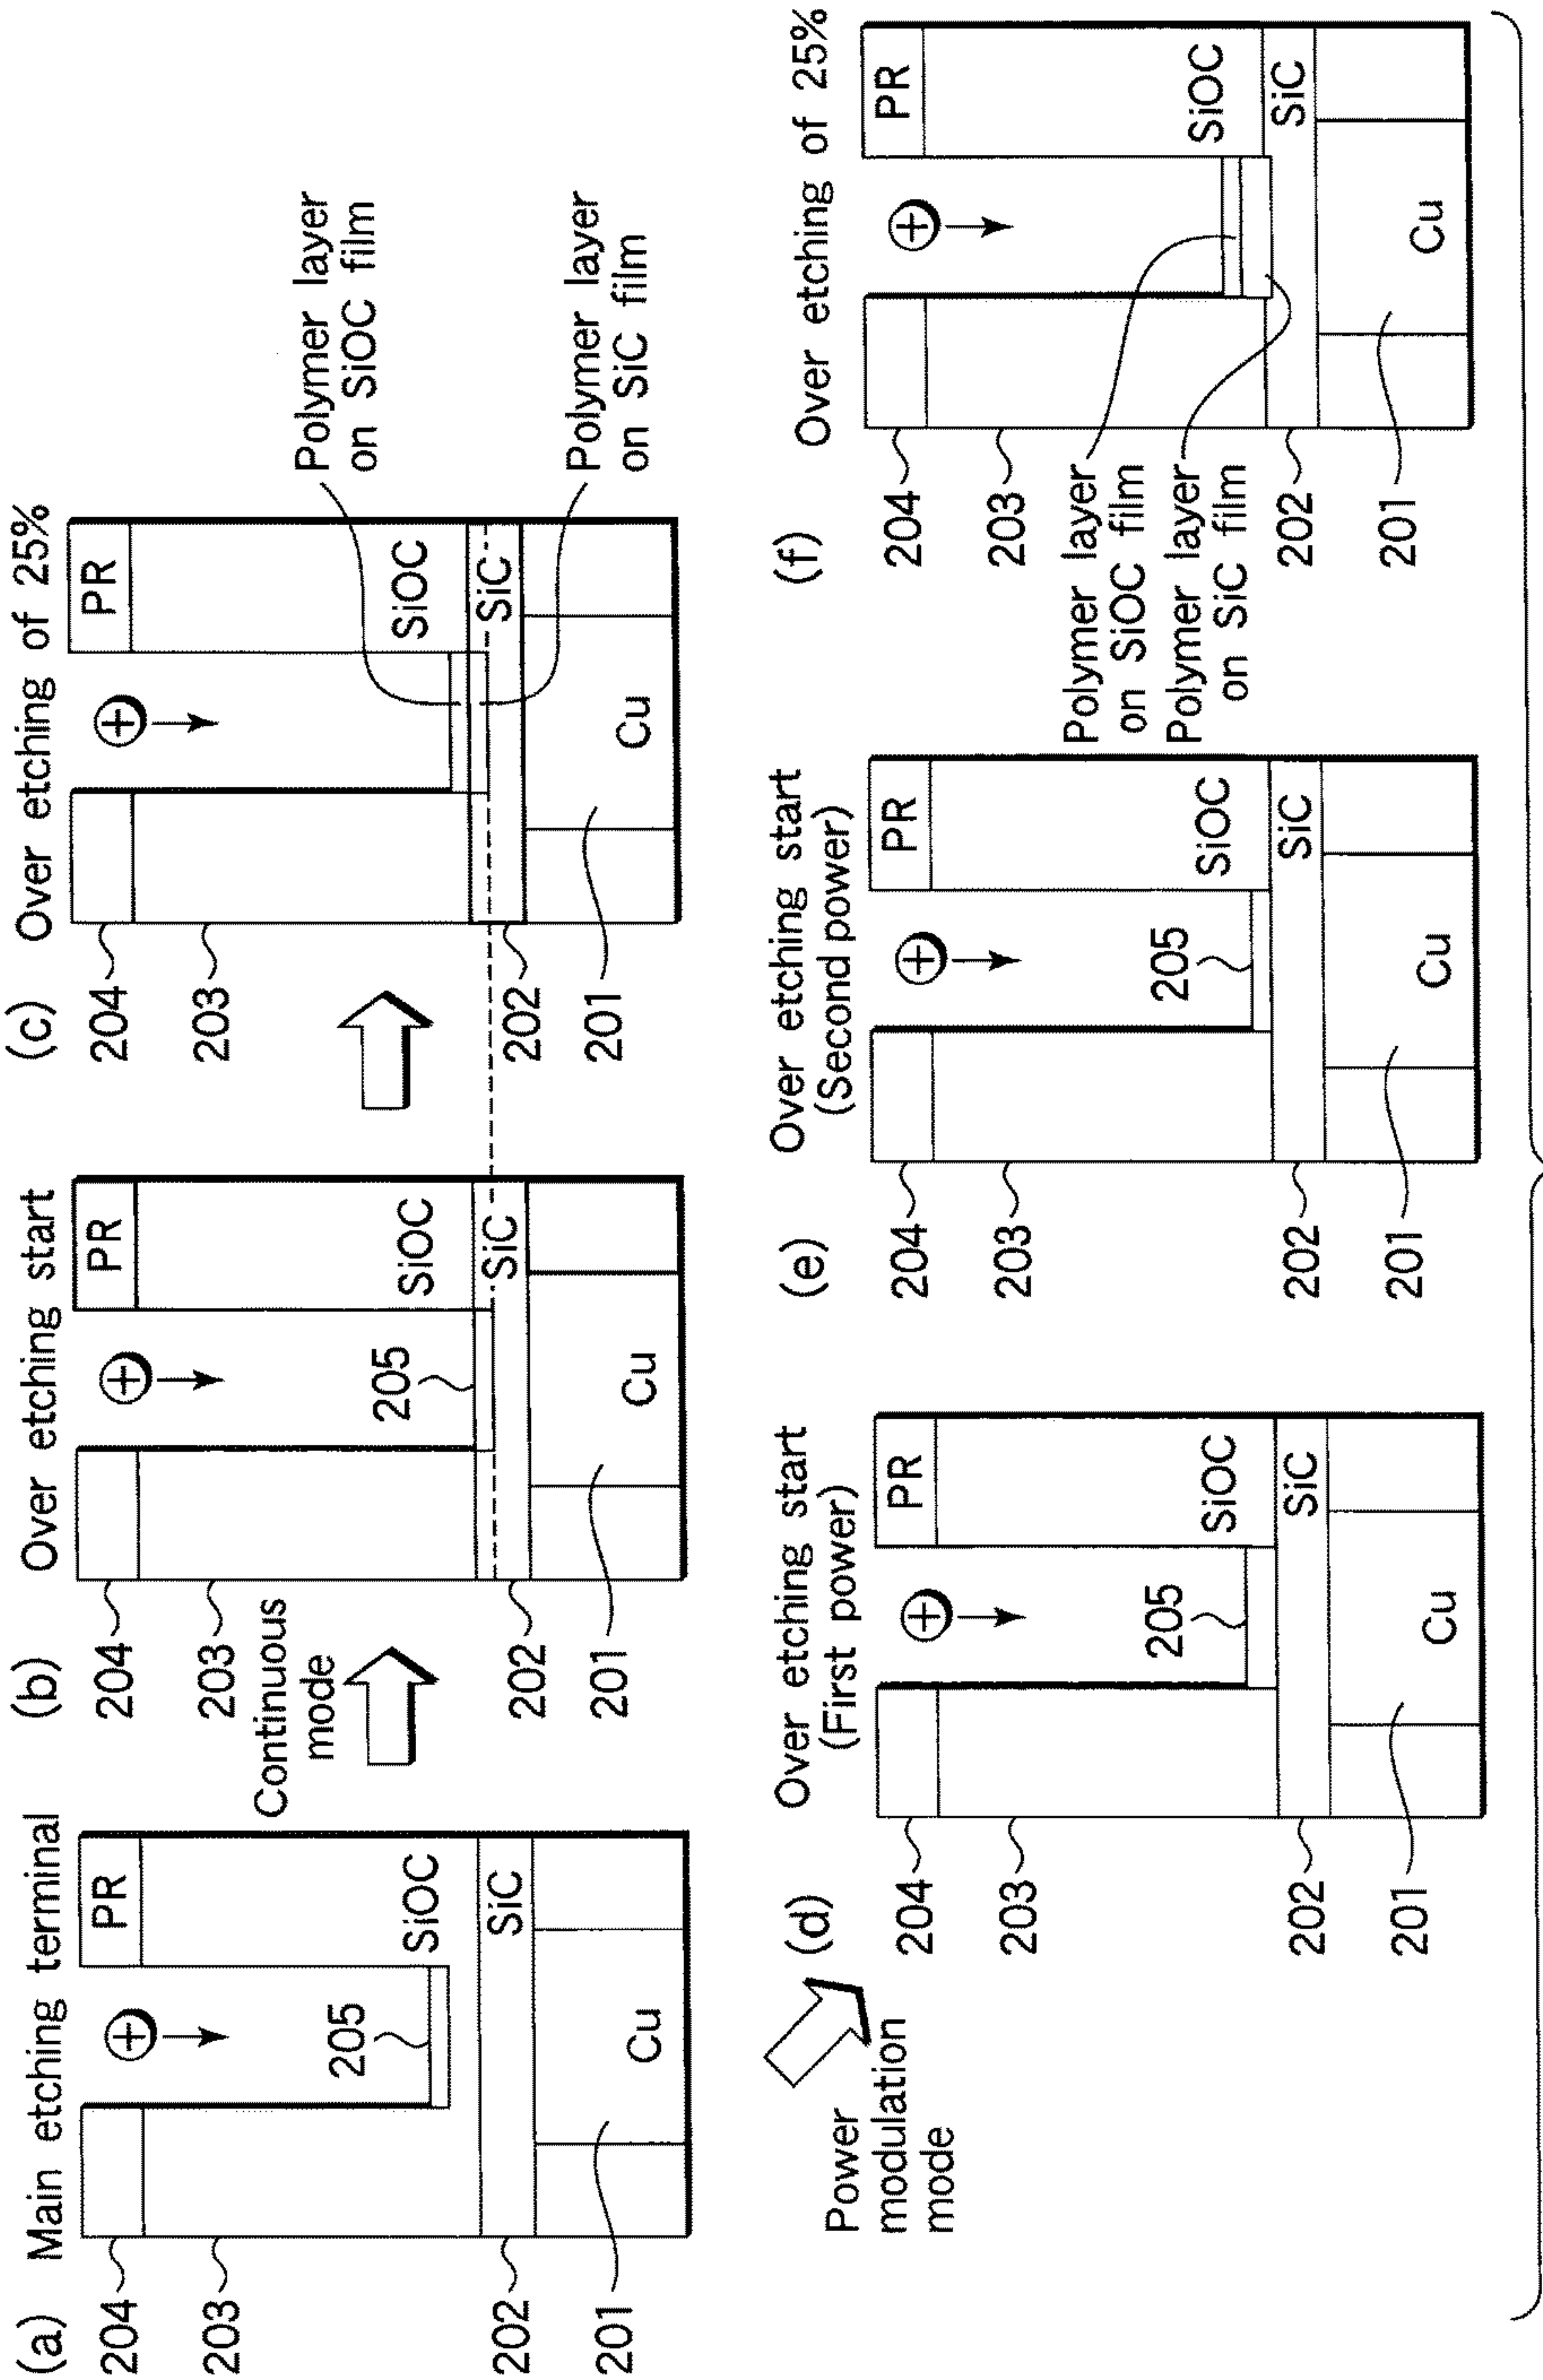 (a) Main etching terminal
204
203
202
201
205
PR
SiOC
SiC
Cu
Continuous
mode
(b) Over etching start
204
203
202
201
205
PR
SiOC
SiC
Cu
(c) Over etching of 25%
204
203
202
201
PR
SiOC
SiC
Cu
Polymer layer
on SiOC film
Polymer layer
on SiC film
Power
modulation
mode
(d) Over etching start
(First power)
204
203
202
201
205
PR
SiOC
SiC
Cu
(e) Over etching start
(Second power)
204
203
202
201
205
PR
SiOC
SiC
Cu
(f) Over etching of 25%
204
203
Polymer layer
on SiOC film
Polymer layer
on SiC film
202
201
PR
SiOC
SiC
Cu